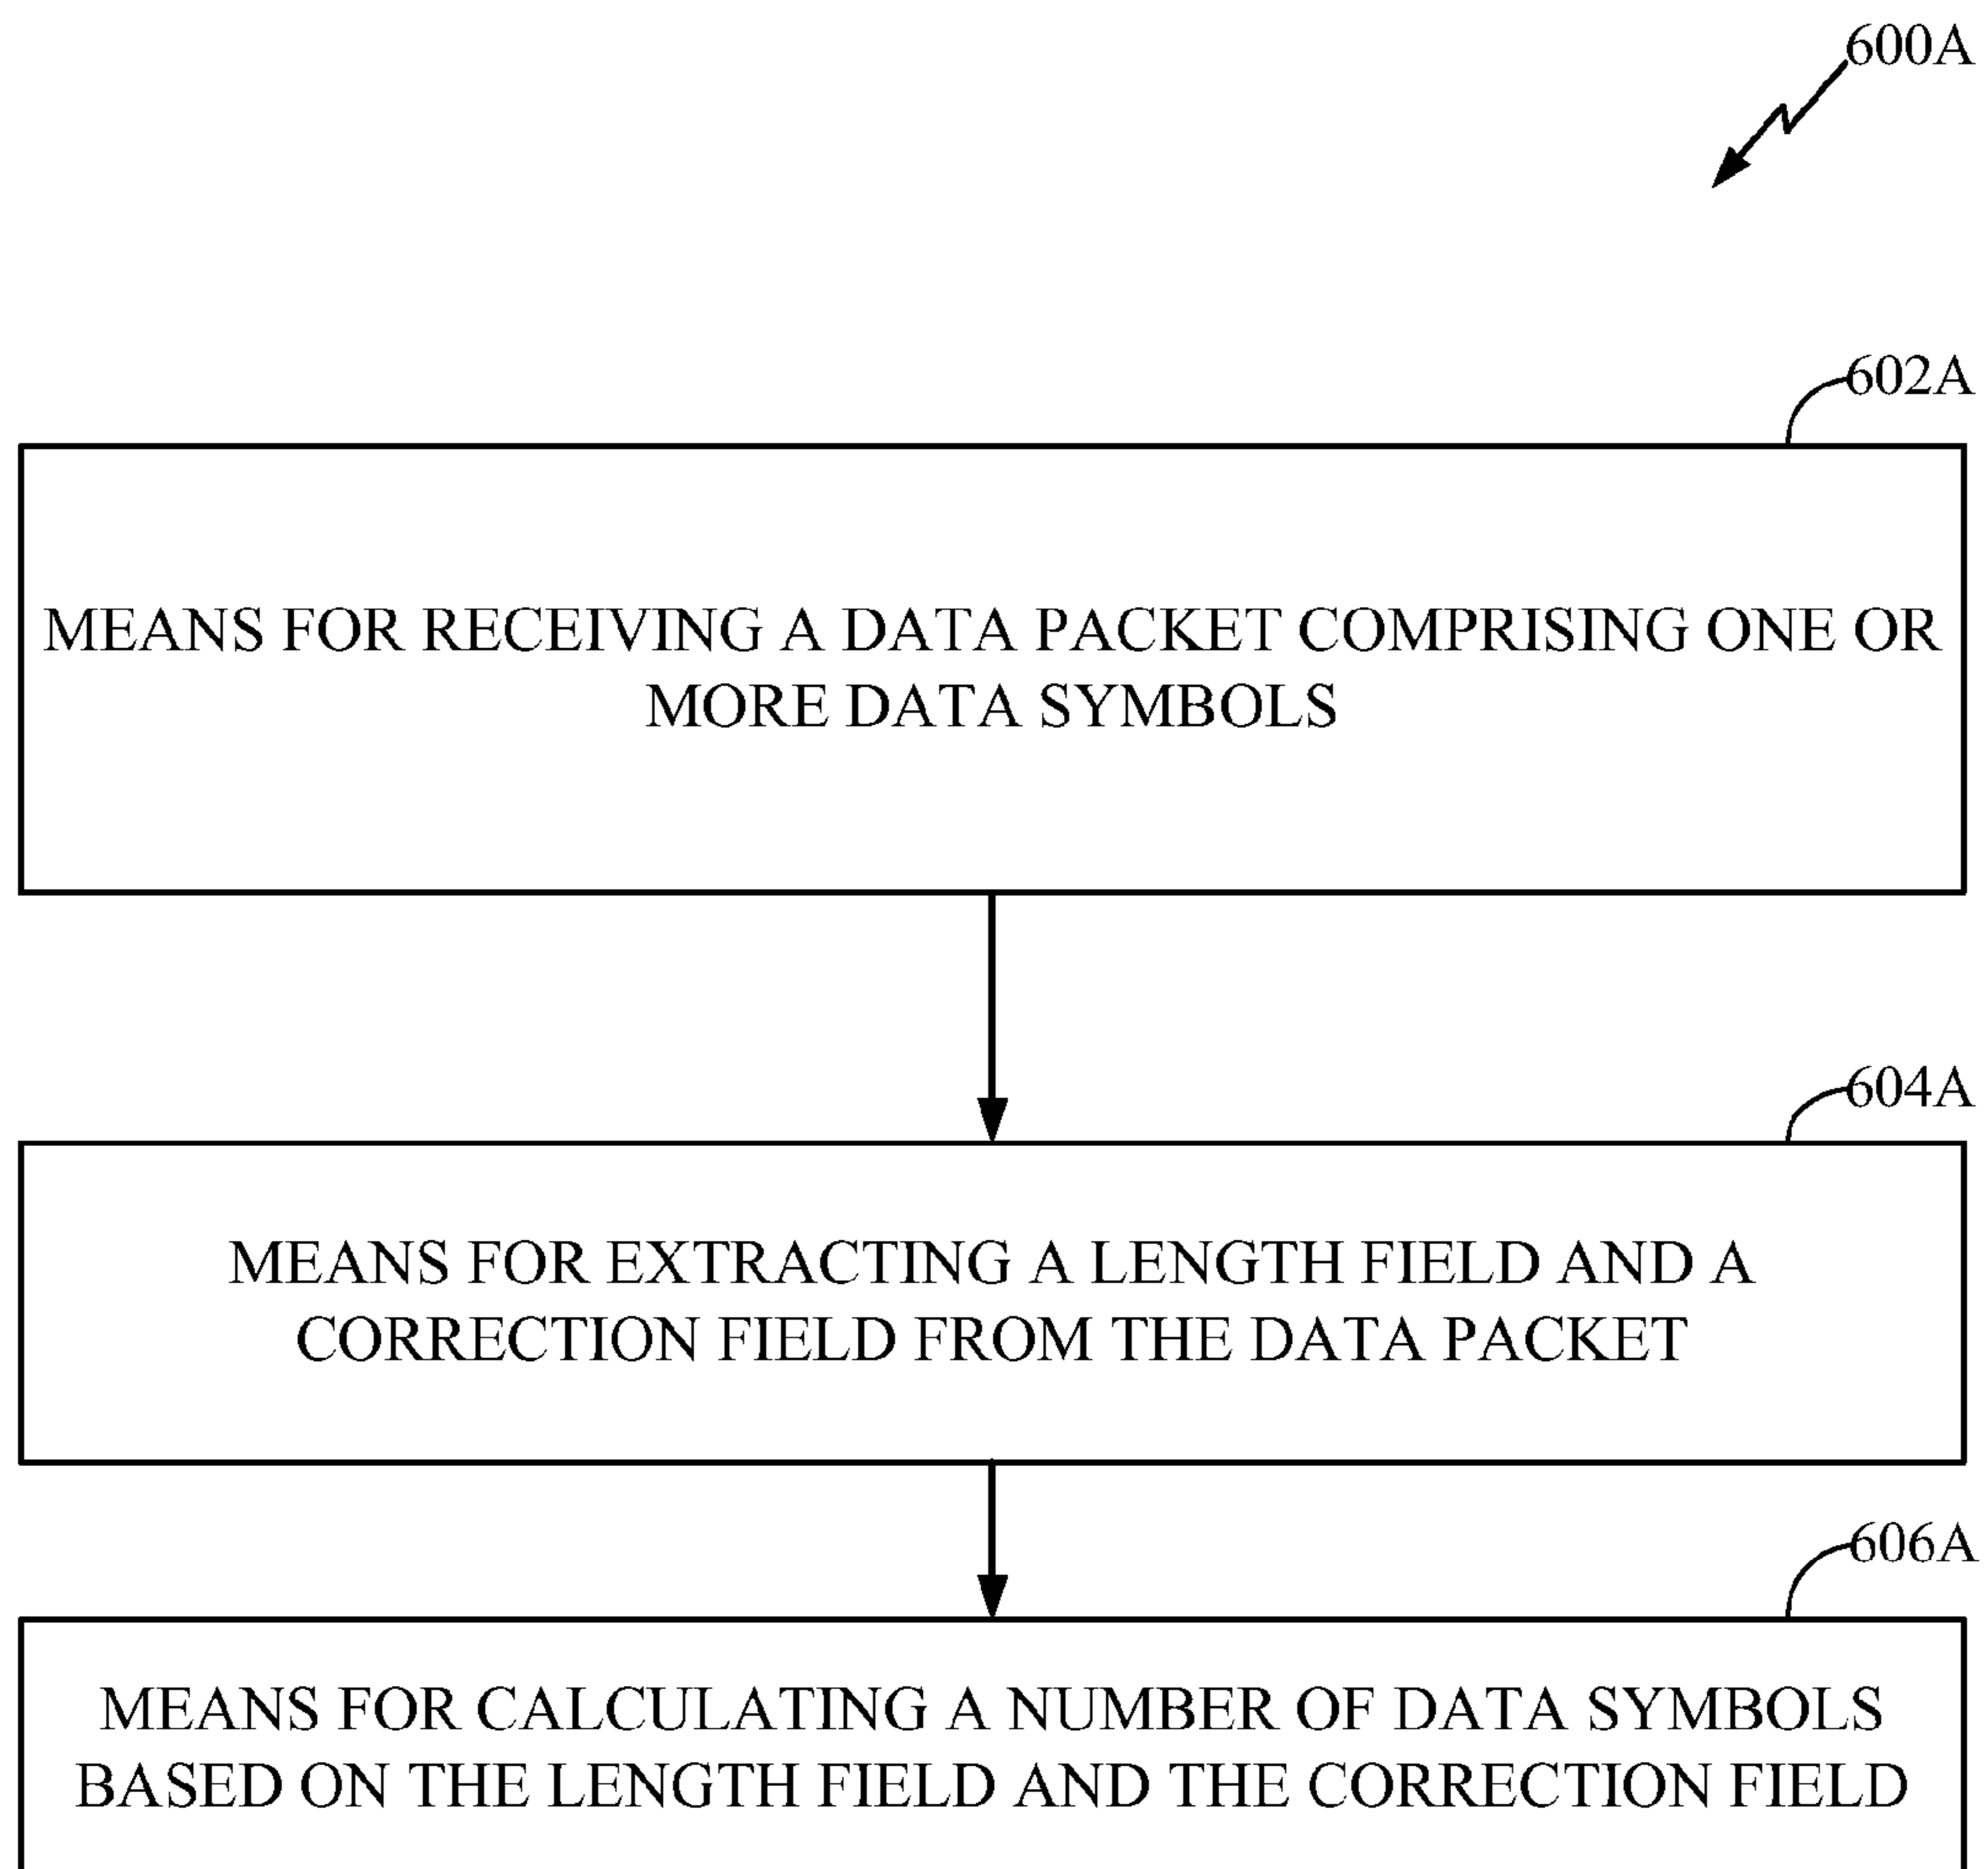 600A
602A
MEANS FOR RECEIVING A DATA PACKET COMPRISING ONE OR
MORE DATA SYMBOLS
604A
MEANS FOR EXTRACTING A LENGTH FIELD AND A
CORRECTION FIELD FROM THE DATA PACKET
606A
MEANS FOR CALCULATING A NUMBER OF DATA SYMBOLS
BASED ON THE LENGTH FIELD AND THE CORRECTION FIELD